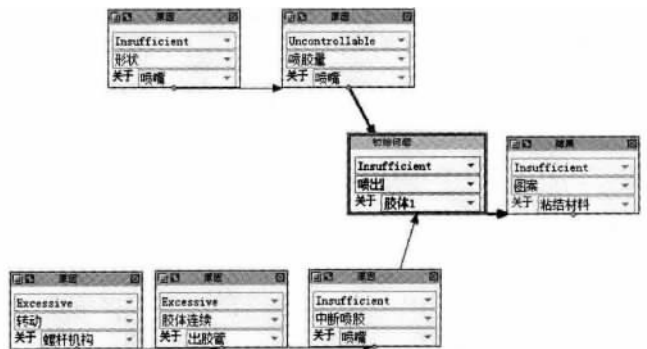 原因
Insufficient
形状
关于 喷嘴
原因
Uncontrollable
喷胶量
关于 喷嘴
初始问题
Insufficient
喷出
关于 胶体1
结果
Insufficient
图案
关于 粘结材料
原因
Excessive
转动
关于 螺杆机构
原因
Excessive
胶体连续
关于 出胶管
原因
Insufficient
中断喷胶
关于 喷嘴